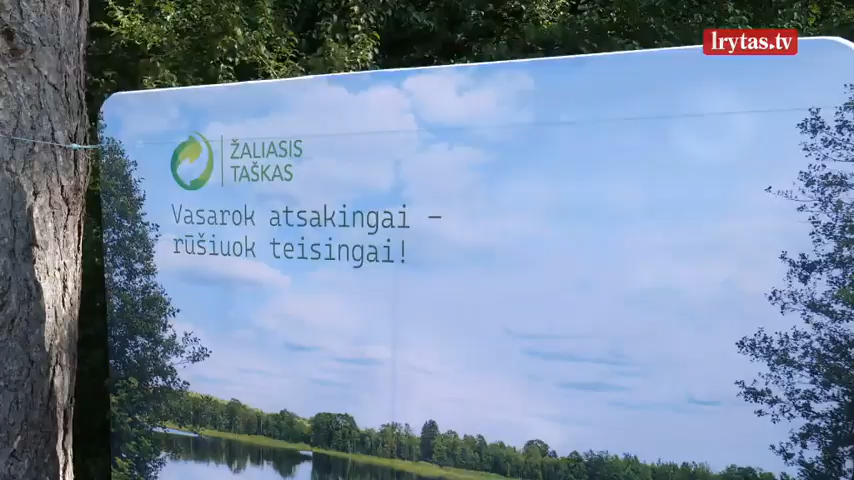 lrytas.tv
ŽALIASIS
TAŠKAS
Vasarok atsakingai –
rūšiuok teisingai!